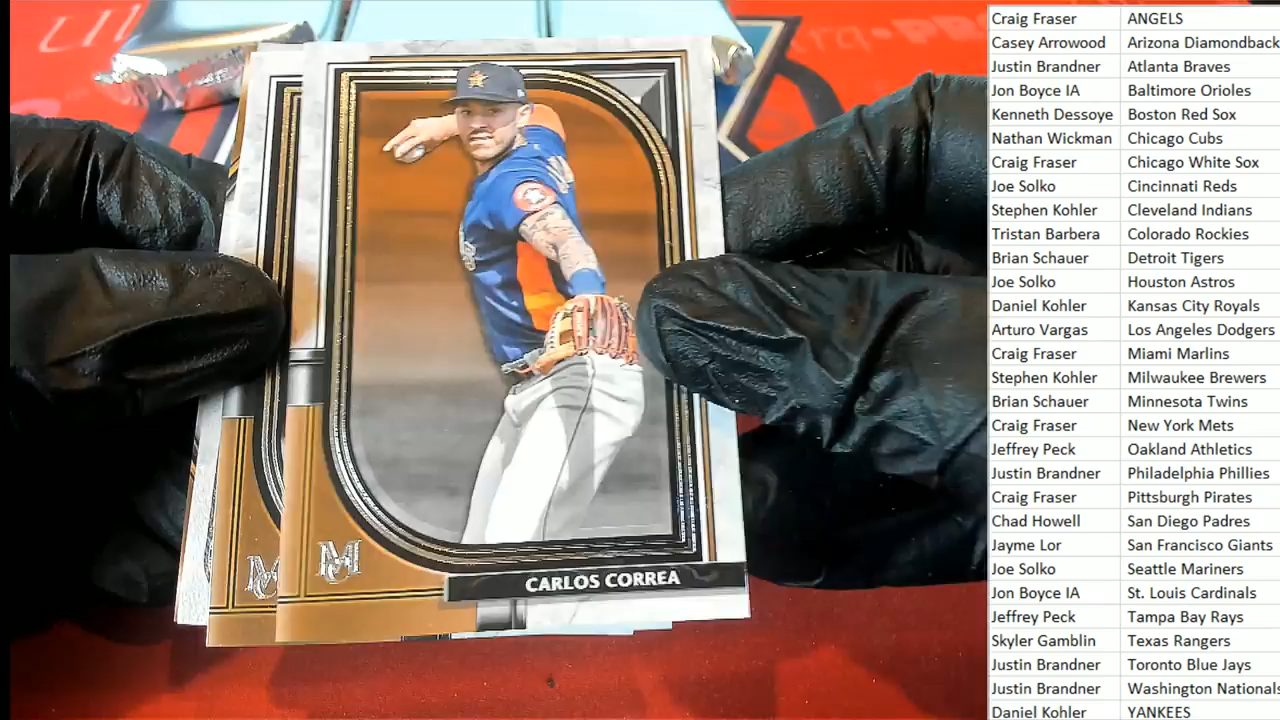 CARLOS CORREA
Craig Fraser ANGELS
Casey Arrowood Arizona Diamondback
Justin Brandner Atlanta Braves
Jon Boyce IA Baltimore Orioles
Kenneth Dessoye Boston Red Sox
Nathan Wickman Chicago Cubs
Craig Fraser Chicago White Sox
Joe Solko Cincinnati Reds
Stephen Kohler Cleveland Indians
Tristan Barbera Colorado Rockies
Brian Schauer Detroit Tigers
Joe Solko Houston Astros
Daniel Kohler Kansas City Royals
Arturo Vargas Los Angeles Dodgers
Craig Fraser Miami Marlins
Stephen Kohler Milwaukee Brewers
Brian Schauer Minnesota Twins
Craig Fraser New York Mets
Jeffrey Peck Oakland Athletics
Justin Brandner Philadelphia Phillies
Craig Fraser Pittsburgh Pirates
Chad Howell San Diego Padres
Jayme Lor San Francisco Giants
Joe Solko Seattle Mariners
Jon Boyce IA St. Louis Cardinals
Jeffrey Peck Tampa Bay Rays
Skyler Gamblin Texas Rangers
Justin Brandner Toronto Blue Jays
Justin Brandner Washington Nationals
Daniel Kohler YANKEES